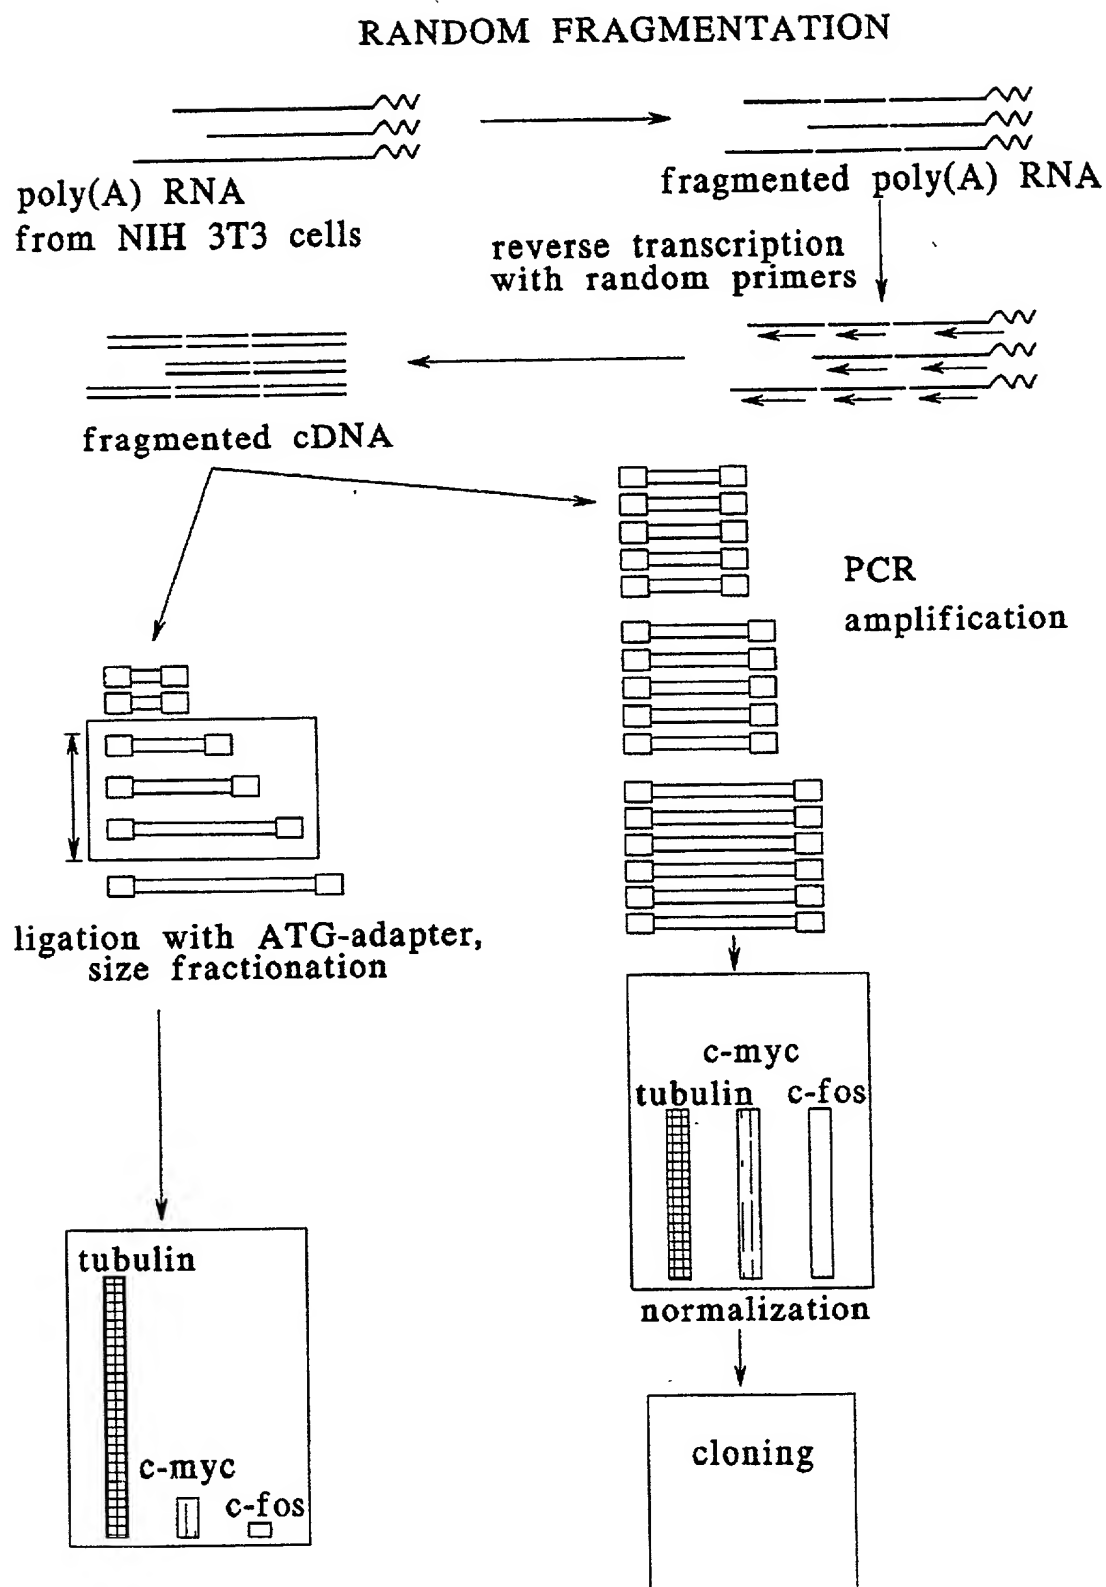 RANDOM FRAGMENTATION
poly(A) RNA
from NIH 3T3 cells
fragmented poly(A) RNA
reverse transcription
with random primers
fragmented cDNA
PCR
amplification
ligation with ATG-adapter,
size fractionation
c-myc
tubulin c-fos
normalization
tubulin
c-myc
c-fos
cloning